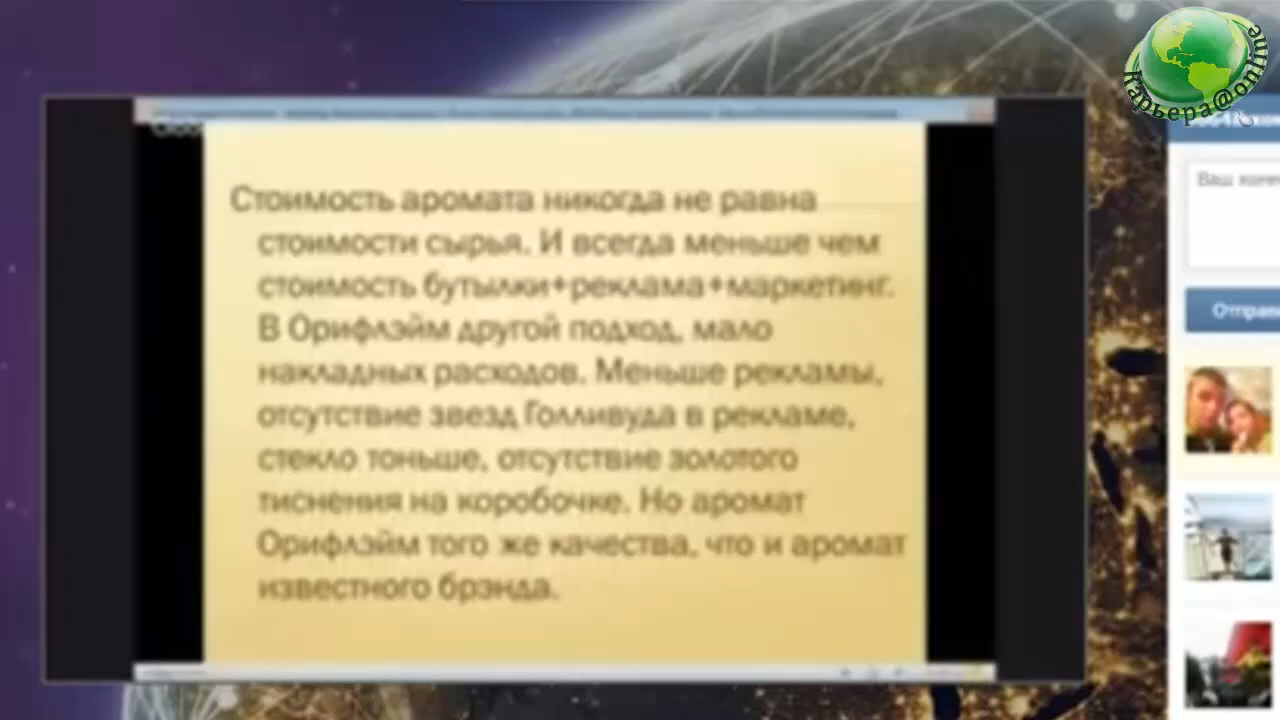 Карьера@online
Ваш
Отправ
Стоимость аромата никогда не равна
стоимости сырья. И всегда меньше чем
стоимость бутылки+реклама+маркетинг.
В Орифлэйм другой подход, мало
накладных расходов. Меньше рекламы,
отсутствие звезд Голливуда в рекламе,
стекло тоньше, отсутствие золотого
тиснения на коробочке. Но аромат
Орифлэйм того же качества, что и аромат
известного брэнда.